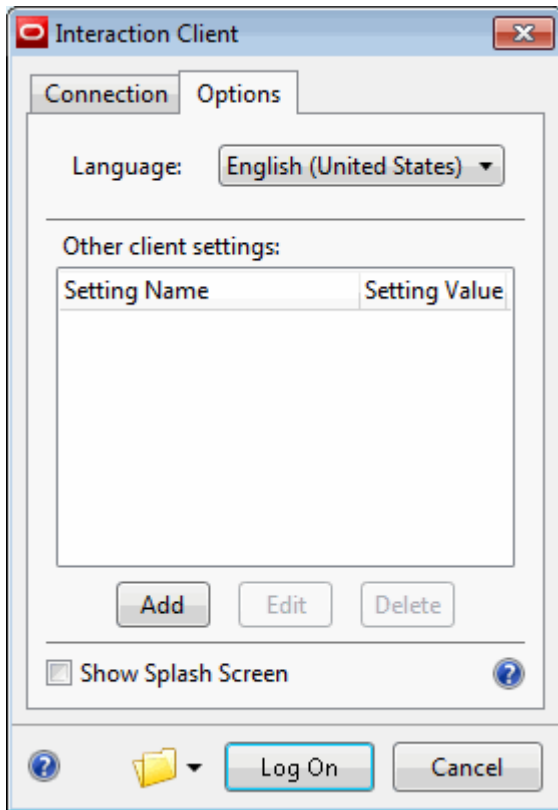 Interaction Client
Connection Options
Language: English (United States)
Other client settings:
Setting Name Setting Value
Add Edit Delete
Show Splash Screen
Log On Cancel